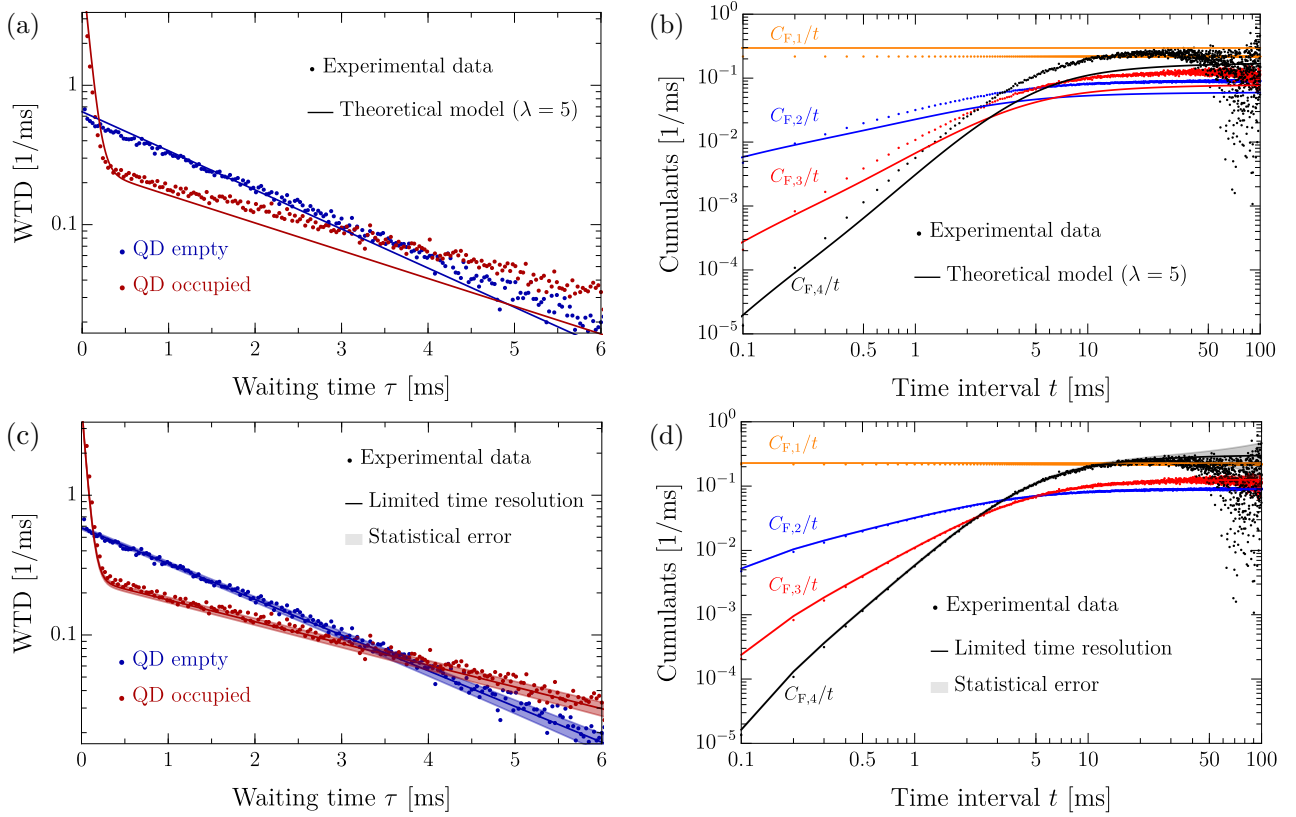 (a)
WTD [1/ms]
1
0.1
Experimental data
Theoretical model (λ = 5)
QD empty
QD occupied
0 1 2 3 4 5 6
Waiting time τ [ms]
(b)
Cumulants [1/ms]
10⁰
10⁻¹
10⁻²
10⁻³
10⁻⁴
10⁻⁵
C_F,1/t
C_F,2/t
C_F,3/t
C_F,4/t
Experimental data
Theoretical model (λ = 5)
0.1 0.5 1 5 10 50 100
Time interval t [ms]
(c)
WTD [1/ms]
1
0.1
Experimental data
Limited time resolution
Statistical error
QD empty
QD occupied
0 1 2 3 4 5 6
Waiting time τ [ms]
(d)
Cumulants [1/ms]
10⁰
10⁻¹
10⁻²
10⁻³
10⁻⁴
10⁻⁵
C_F,1/t
C_F,2/t
C_F,3/t
C_F,4/t
Experimental data
Limited time resolution
Statistical error
0.1 0.5 1 5 10 50 100
Time interval t [ms]